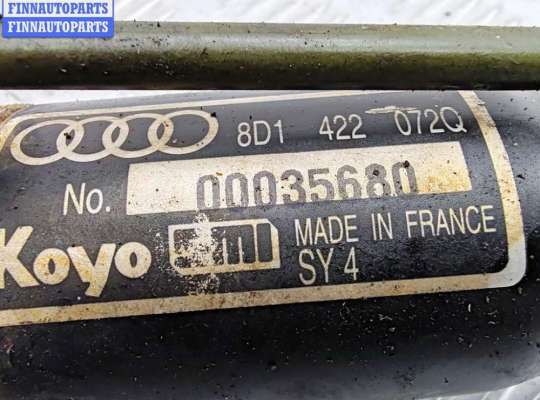 FINNAUTOPARTS
FINNAUTOPARTS
8D1 422 072Q
No. 00035680
Koyo MADE IN FRANCE
SY 4